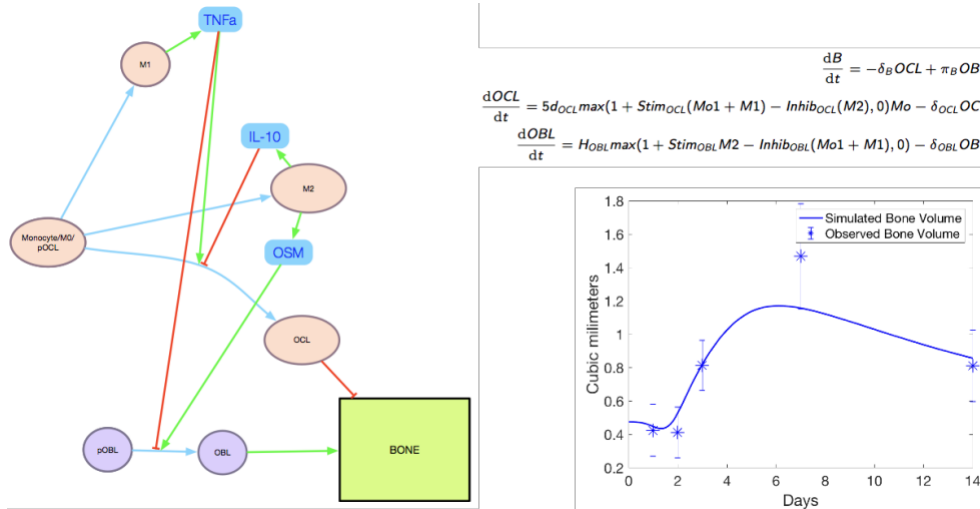 TNFa
M1
IL-10
M2
Monocyte/M0/
pOCL
OSM
OCL
pOBL
OBL
BONE
dB/dt = -δ_B OCL + π_B OB
dOCL/dt = 5d_OCL max(1 + Stim_OCL(Mo1 + M1) − Inhib_OCL(M2), 0)Mo − δ_OCL OC
dOBL/dt = H_OBL max(1 + Stim_OBL M2 − Inhib_OBL(Mo1 + M1), 0) − δ_OBL OB
1.8
1.6
1.4
1.2
1
0.8
0.6
0.4
0.2
Cubic milimeters
Simulated Bone Volume
Observed Bone Volume
0 2 4 6 8 10 12 14
Days